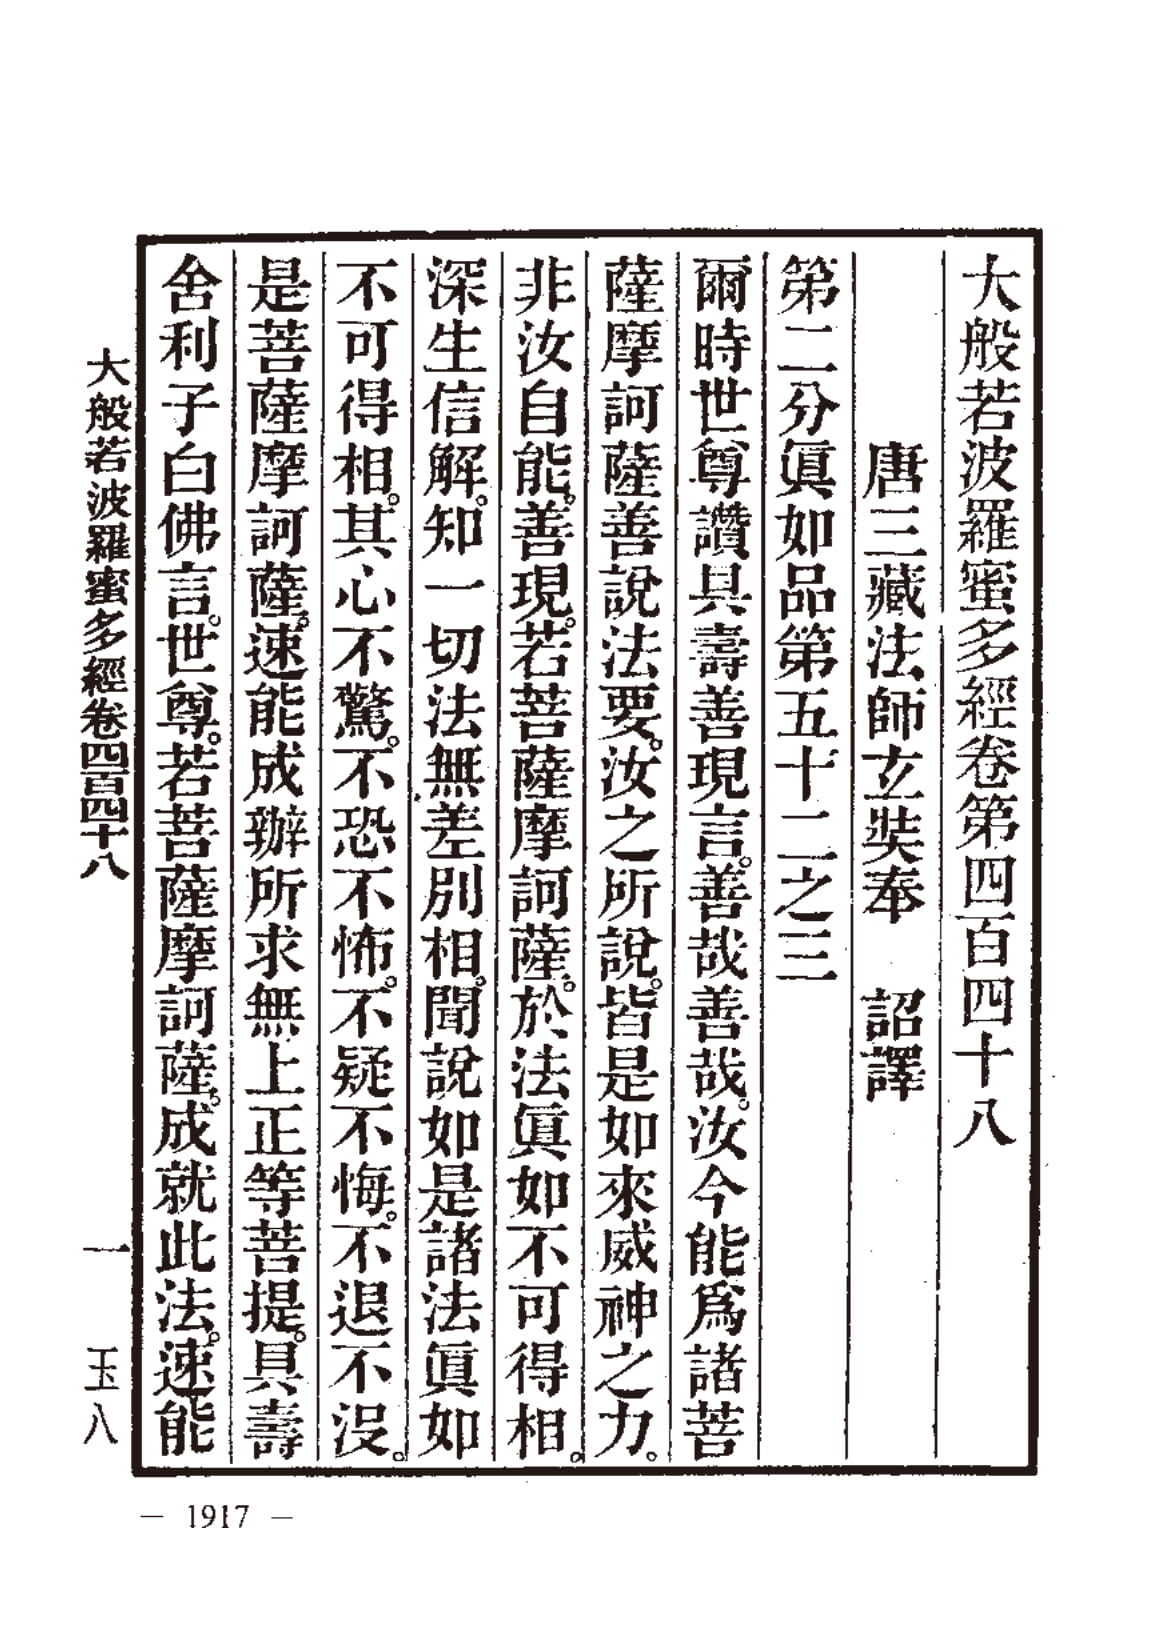 大般若波羅蜜多經卷第四百四十八
唐三藏法師玄奘奉　詔譯
第二分眞如品第五十二之三
爾時世尊讚具壽善現言。善哉善哉。汝今能爲諸菩
薩摩訶薩善說法要。汝之所說。皆是如來威神之力。
非汝自能。善現。若菩薩摩訶薩。於法眞如不可得相。
深生信解。知一切法無差別相。聞說如是諸法眞如
不可得相。其心不驚。不恐不怖。不疑不悔。不退不沒。
是菩薩摩訶薩。速能成辦所求無上正等菩提。具壽
舍利子白佛言。世尊。若菩薩摩訶薩。成就此法。速能
大般若波羅蜜多經卷四百四十八　一　玉八
— 1917 —